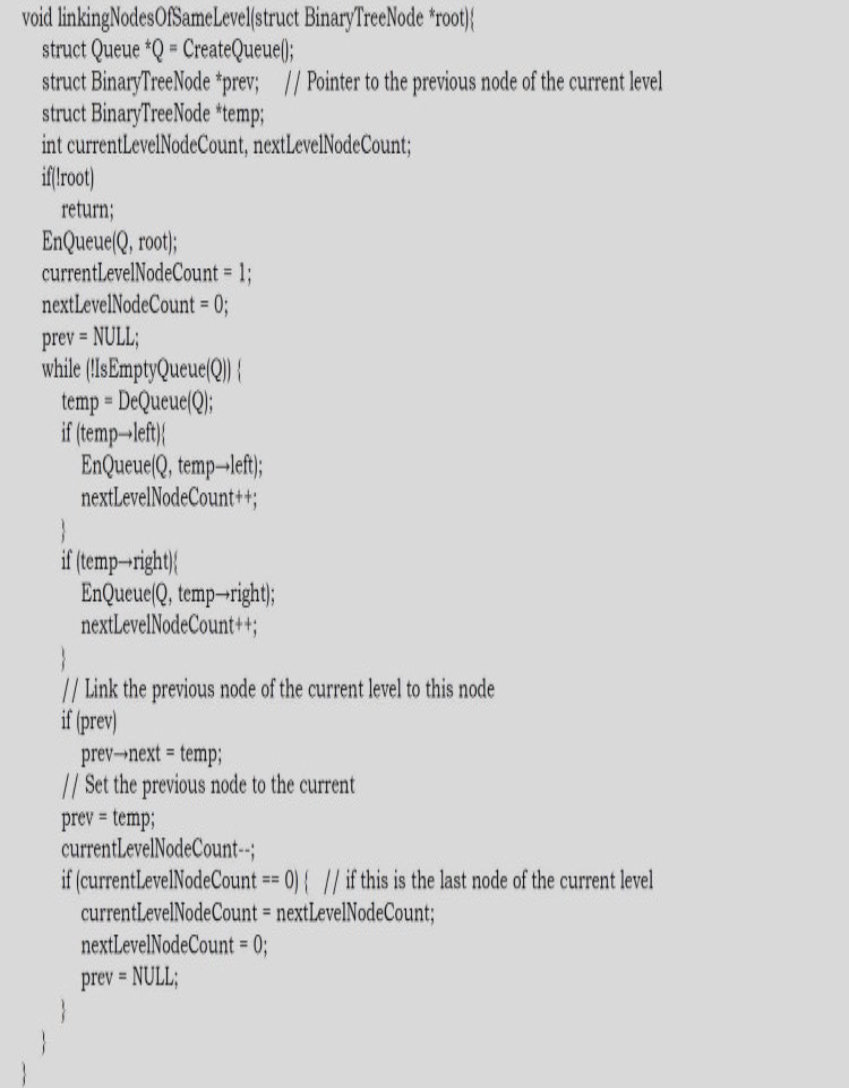 void linkingNodesOfSameLevel(struct BinaryTreeNode *root){
struct Queue *Q = CreateQueue();
struct BinaryTreeNode *prev; // Pointer to the previous node of the current level
struct BinaryTreeNode *temp;
int currentLevelNodeCount, nextLevelNodeCount;
if(!root)
return;
EnQueue(Q, root);
currentLevelNodeCount = 1;
nextLevelNodeCount = 0;
prev = NULL;
while (!IsEmptyQueue(Q)) {
temp = DeQueue(Q);
if (temp→left){
EnQueue(Q, temp→left);
nextLevelNodeCount++;
}
if (temp→right){
EnQueue(Q, temp→right);
nextLevelNodeCount++;
}
// Link the previous node of the current level to this node
if (prev)
prev→next = temp;
// Set the previous node to the current
prev = temp;
currentLevelNodeCount--;
if (currentLevelNodeCount == 0) { // if this is the last node of the current level
currentLevelNodeCount = nextLevelNodeCount;
nextLevelNodeCount = 0;
prev = NULL;
}
}
}